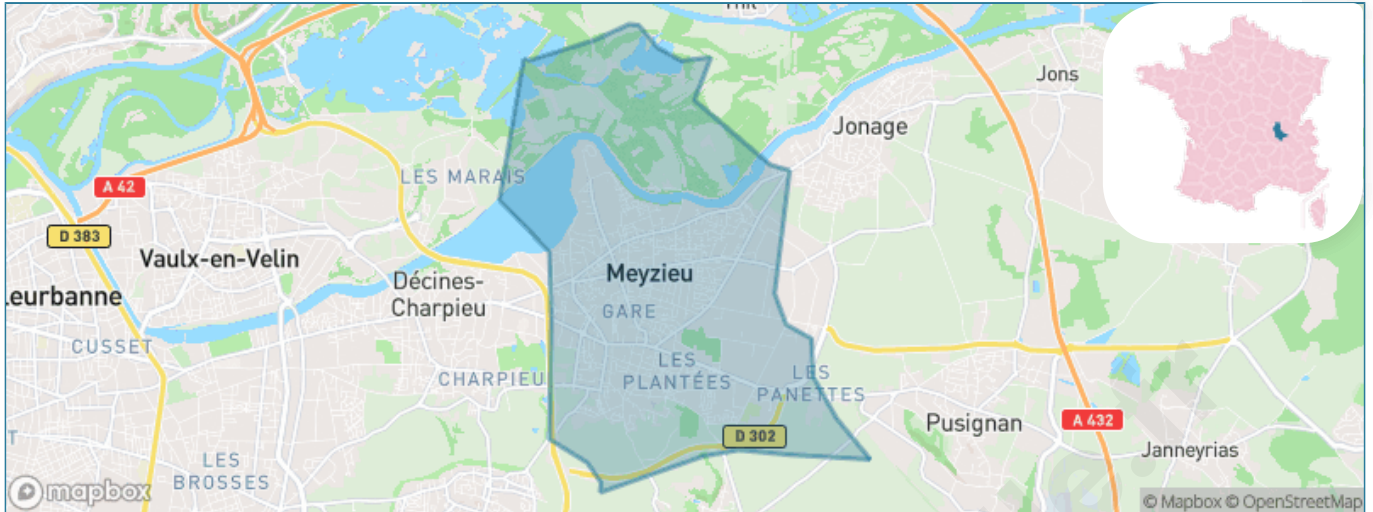 Jons
Jonage
LES MARAIS
A 42
D 383
Vaulx-en-Velin
Meyzieu
Décines-
Charpieu
eurbanne
GARE
CUSSET
LES
PLANTÉES
CHARPIEU
LES
PANETTES
Pusignan
A 432
D 302
Janneyrias
LES
BROSSES
mapbox
© Mapbox © OpenStreetMap